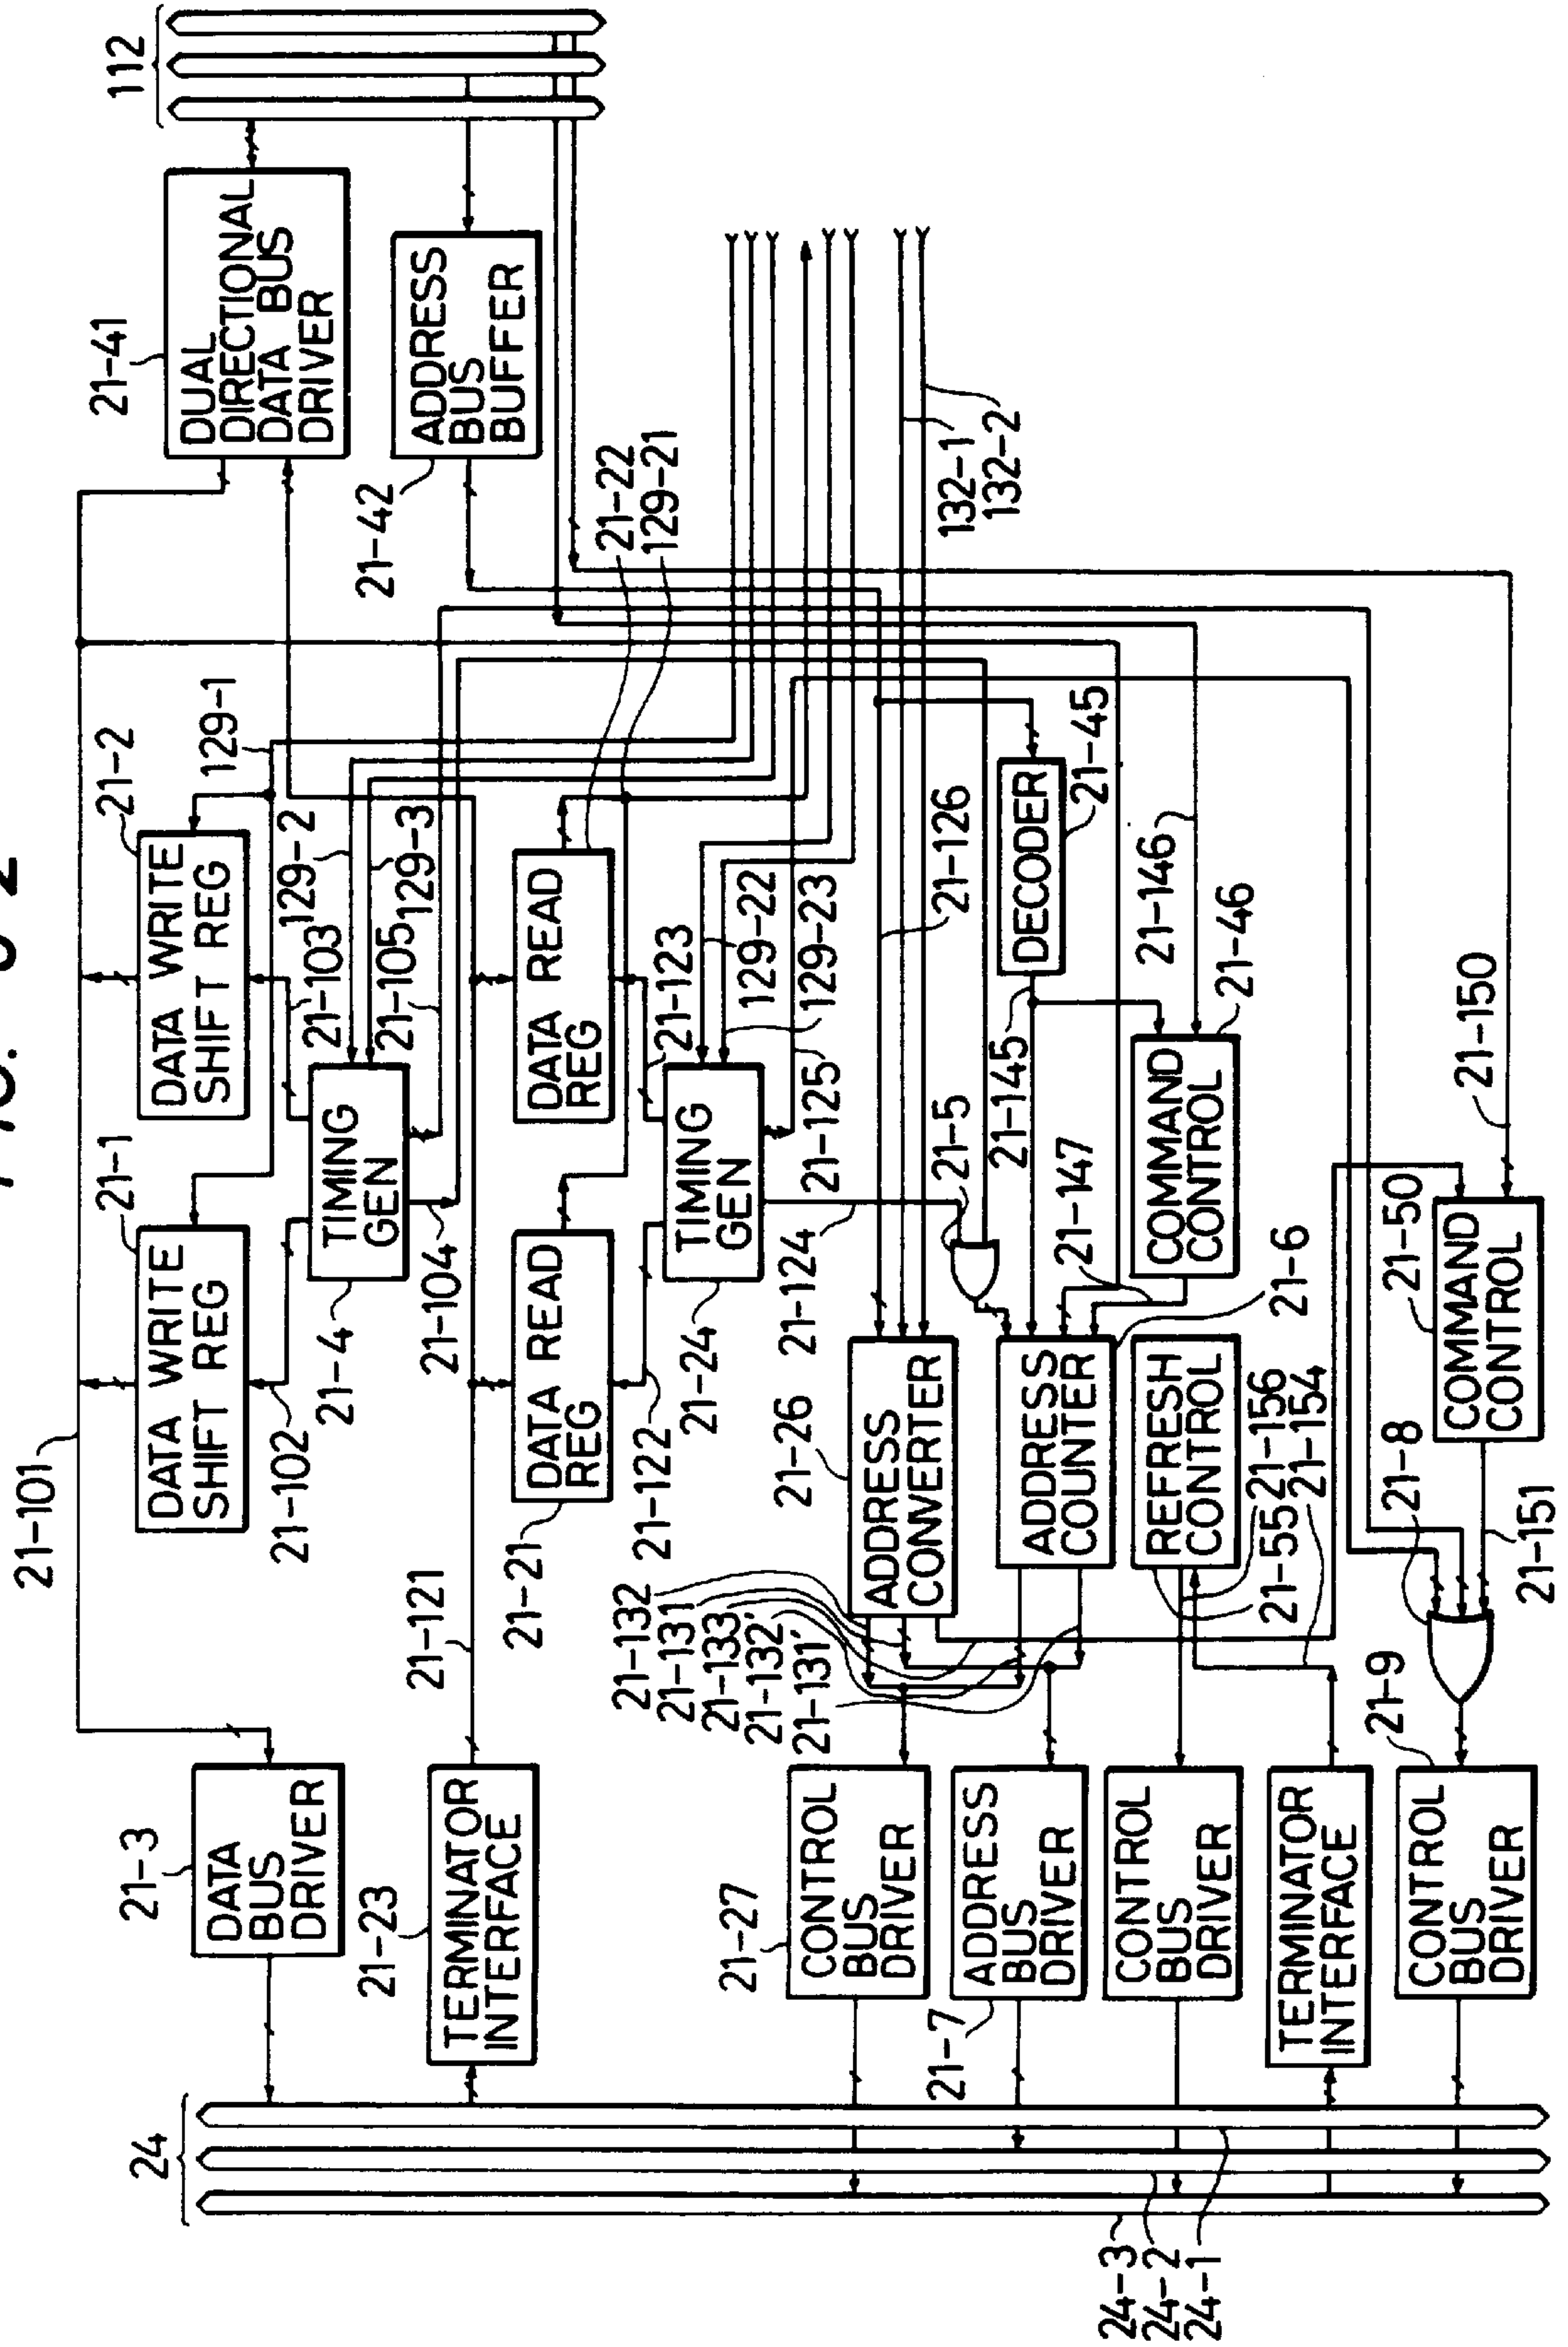 112
21-41
DUAL
DIRECTIONAL
DATA BUS
DRIVER
21-42
ADDRESS
BUS
BUFFER
132-1
132-2
21-22
129-21
21-101
21-1
DATA WRITE
SHIFT REG
21-2
DATA WRITE
SHIFT REG
129-1
129-2
129-3
21-102
21-103
21-4
TIMING
GEN
21-104
21-105
21-121
21-21
DATA READ
REG
DATA READ
REG
21-122
21-123
129-22
129-23
21-24
TIMING
GEN
21-124
21-125
21-126
21-5
21-26
ADDRESS
CONVERTER
21-45
DECODER
21-145
21-146
21-46
COMMAND
CONTROL
21-147
21-6
ADDRESS
COUNTER
REFRESH
CONTROL
21-55
21-156
21-154
21-50
COMMAND
CONTROL
21-150
21-151
21-8
21-9
21-132
21-131
21-133
21-132'
21-131'
21-3
DATA
BUS
DRIVER
21-23
TERMINATOR
INTERFACE
21-27
CONTROL
BUS
DRIVER
21-7
ADDRESS
BUS
DRIVER
CONTROL
BUS
DRIVER
TERMINATOR
INTERFACE
CONTROL
BUS
DRIVER
24
24-3
24-2
24-1